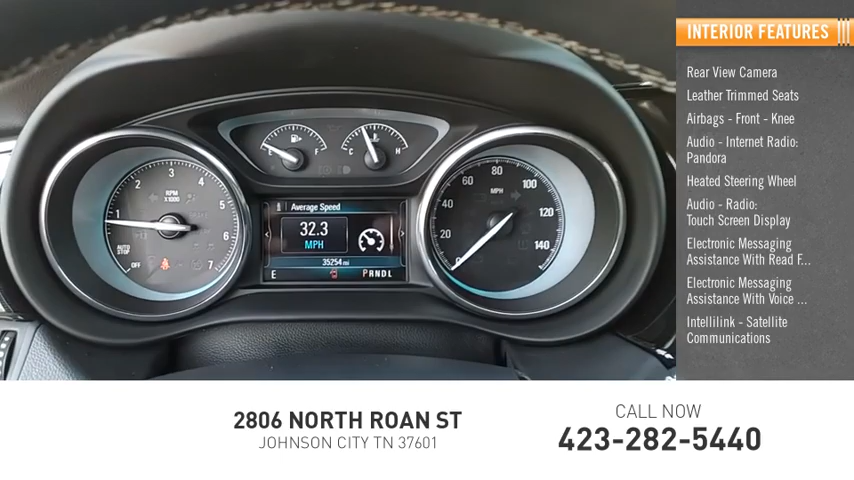 INTERIOR FEATURES
Rear View Camera
Leather Trimmed Seats
Airbags - Front - Knee
Audio - Internet Radio:
Pandora
Heated Steering Wheel
Audio - Radio:
Touch Screen Display
Electronic Messaging
Assistance With Read F...
Electronic Messaging
Assistance With Voice ...
Intellilink - Satellite
Communications
E F
C H
1 2 3 4 5 6 7
RPM
X1000
AUTO
STOP
OFF
Average Speed
32.3
MPH
35254 mi
E PRNDL
MPH
0 20 40 60 80 100 120 140
2806 NORTH ROAN ST
JOHNSON CITY TN 37601
CALL NOW
423-282-5440